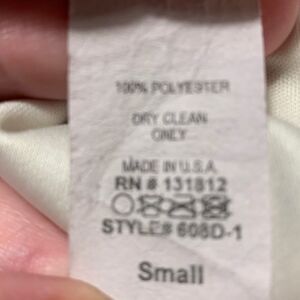 100% POLYESTER
DRY CLEAN
ONLY
MADE IN U.S.A.
RN # 131812
STYLE# 608D-1
Small